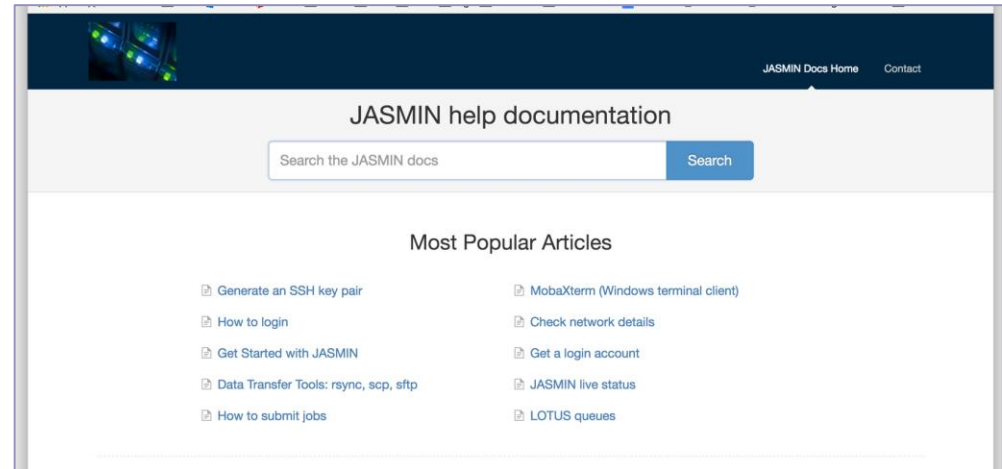 JASMIN Docs Home Contact
JASMIN help documentation
Search the JASMIN docs Search
Most Popular Articles
Generate an SSH key pair
How to login
Get Started with JASMIN
Data Transfer Tools: rsync, scp, sftp
How to submit jobs
MobaXterm (Windows terminal client)
Check network details
Get a login account
JASMIN live status
LOTUS queues